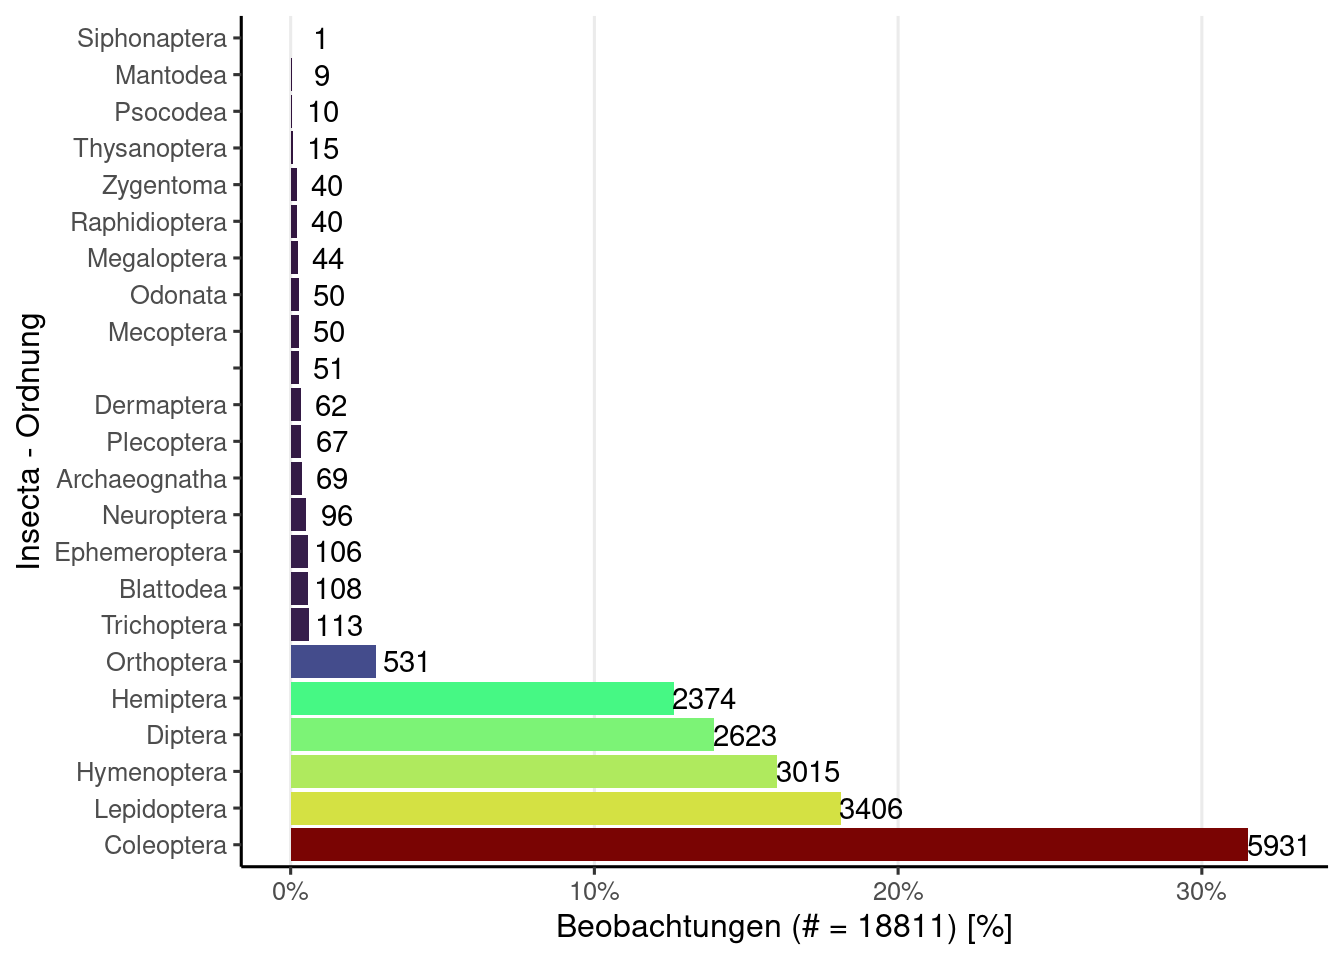 Insecta - Ordnung
Siphonaptera 1
Mantodea 9
Psocodea 10
Thysanoptera 15
Zygentoma 40
Raphidioptera 40
Megaloptera 44
Odonata 50
Mecoptera 50
51
Dermaptera 62
Plecoptera 67
Archaeognatha 69
Neuroptera 96
Ephemeroptera 106
Blattodea 108
Trichoptera 113
Orthoptera 531
Hemiptera 2374
Diptera 2623
Hymenoptera 3015
Lepidoptera 3406
Coleoptera 5931
0% 10% 20% 30%
Beobachtungen (# = 18811) [%]